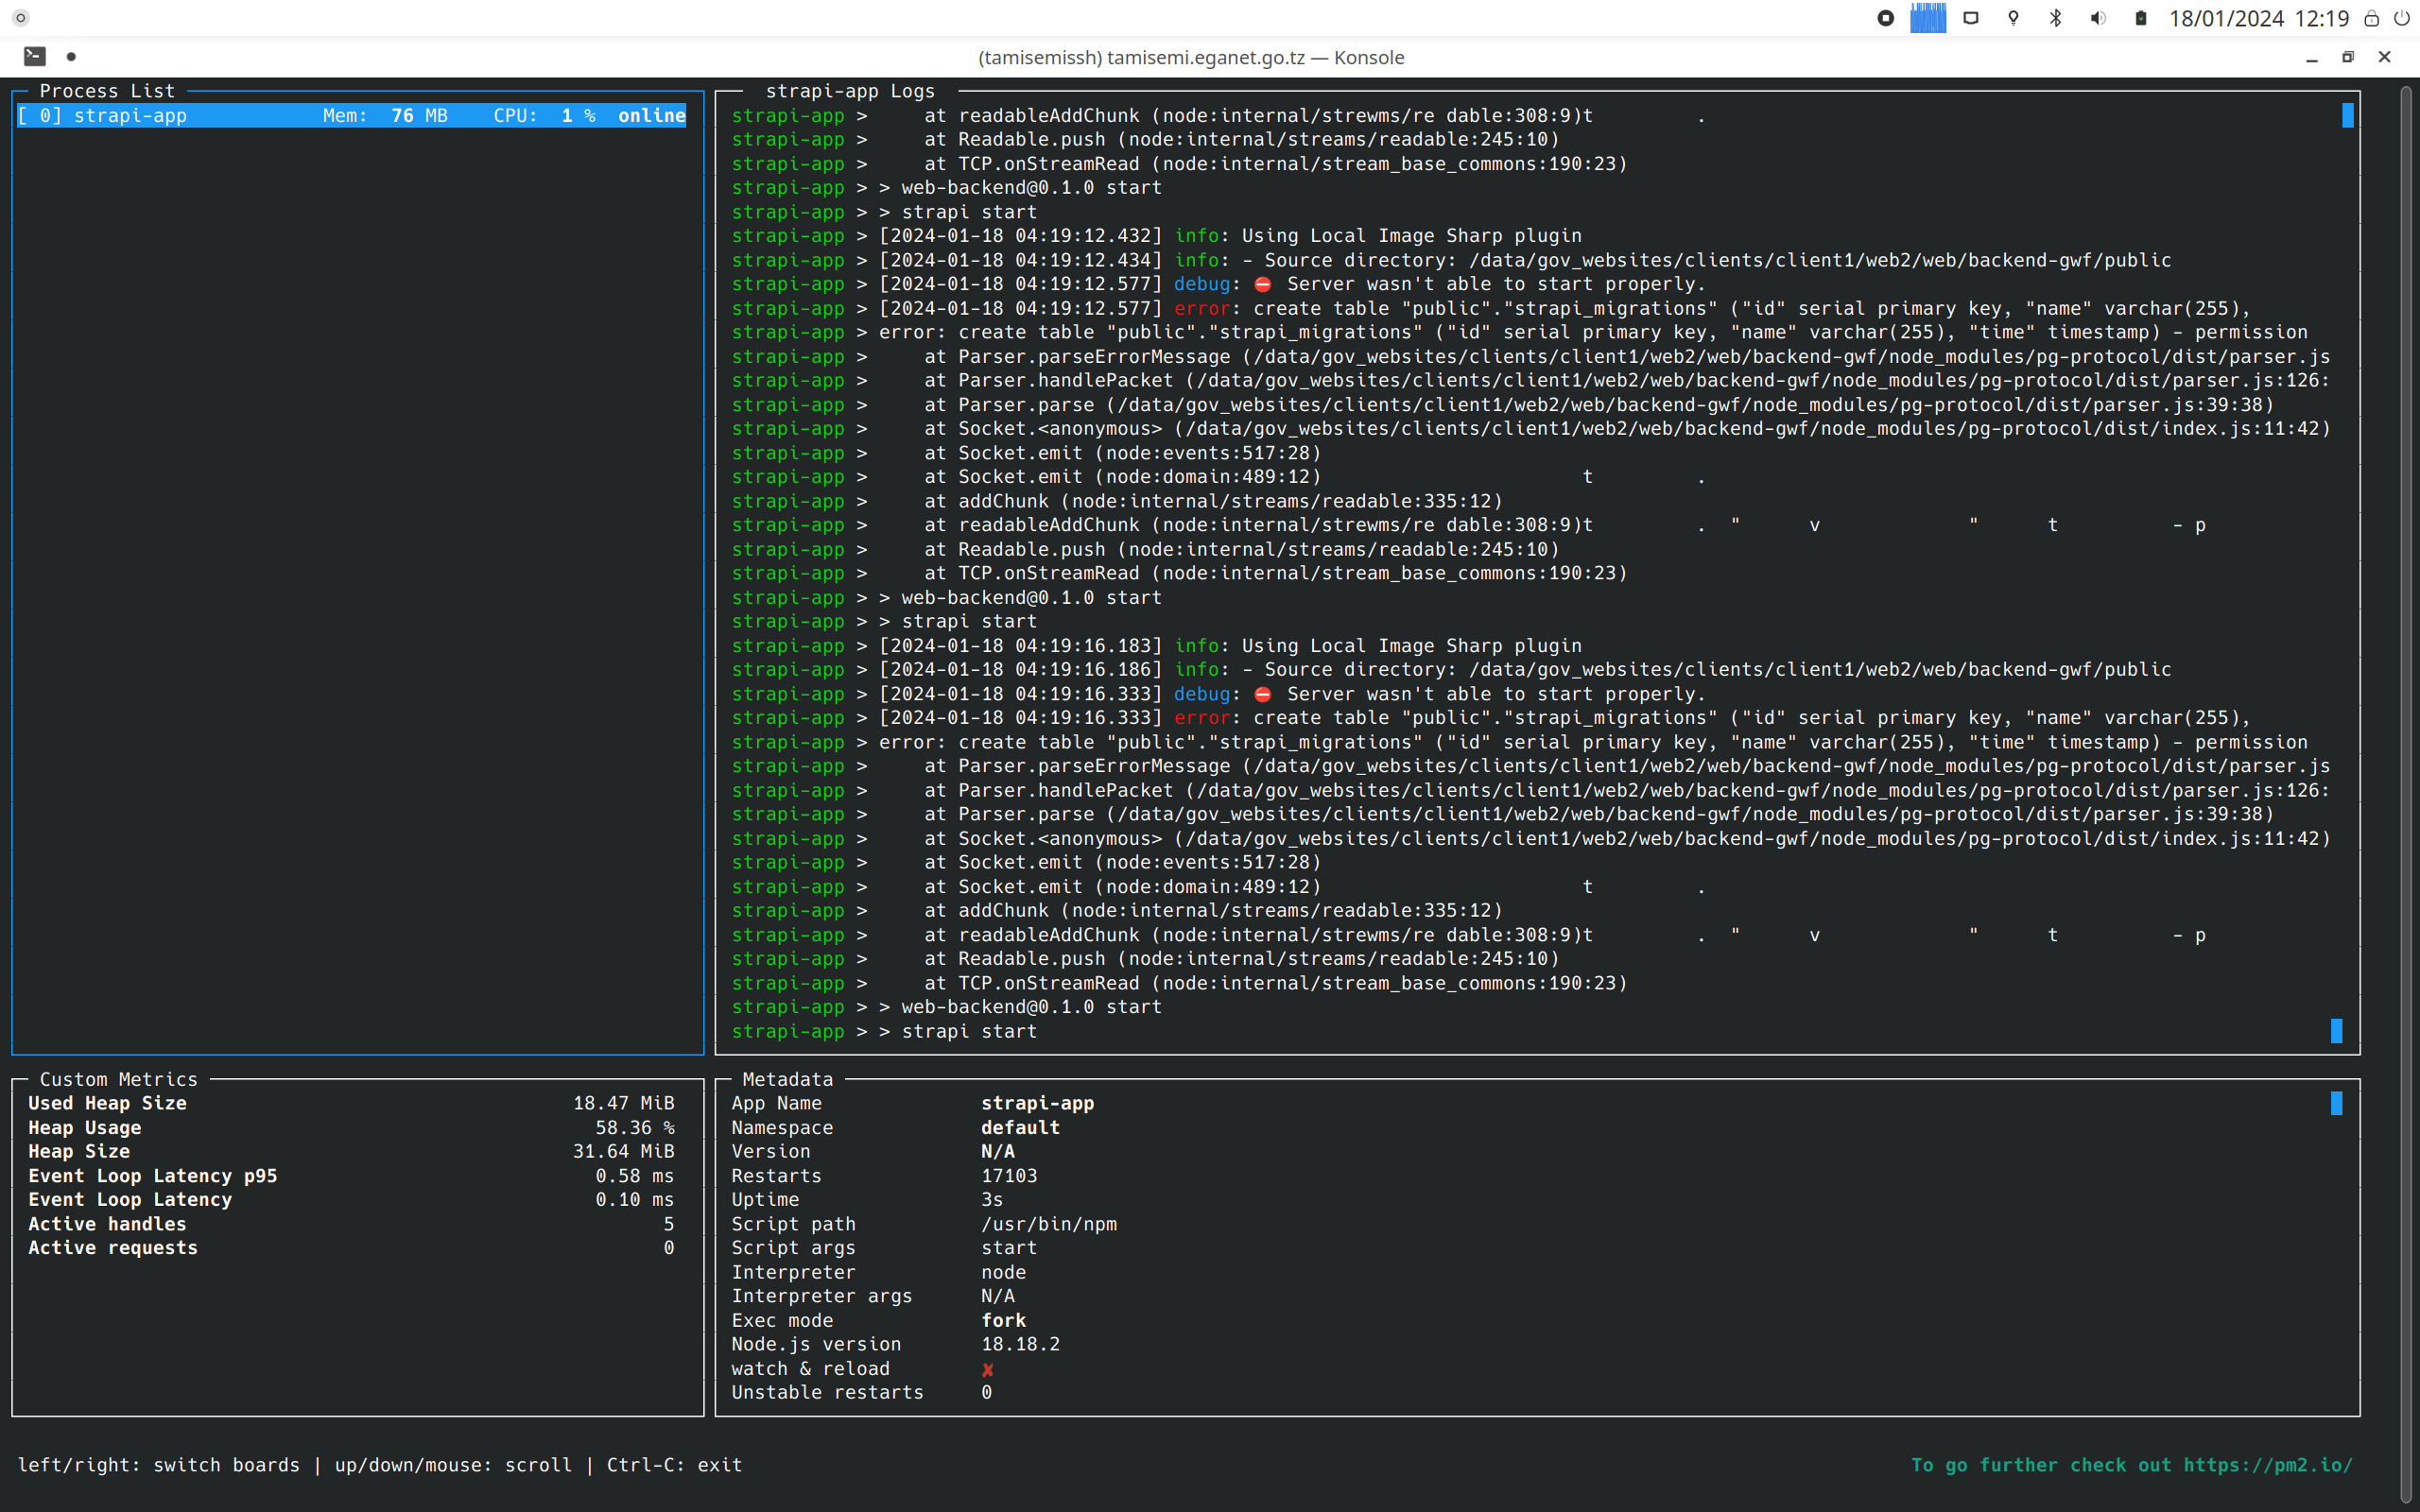 18/01/2024 12:19
(tamisemissh) tamisemi.eganet.go.tz — Konsole
Process List
[ 0] strapi-app Mem: 76 MB CPU: 1 % online
strapi-app Logs
strapi-app > at readableAddChunk (node:internal/strewms/re dable:308:9)t .
strapi-app > at Readable.push (node:internal/streams/readable:245:10)
strapi-app > at TCP.onStreamRead (node:internal/stream_base_commons:190:23)
strapi-app > > web-backend@0.1.0 start
strapi-app > > strapi start
strapi-app > [2024-01-18 04:19:12.432] info: Using Local Image Sharp plugin
strapi-app > [2024-01-18 04:19:12.434] info: - Source directory: /data/gov_websites/clients/client1/web2/web/backend-gwf/public
strapi-app > [2024-01-18 04:19:12.577] debug: ⛔ Server wasn't able to start properly.
strapi-app > [2024-01-18 04:19:12.577] error: create table "public"."strapi_migrations" ("id" serial primary key, "name" varchar(255),
strapi-app > error: create table "public"."strapi_migrations" ("id" serial primary key, "name" varchar(255), "time" timestamp) - permission
strapi-app > at Parser.parseErrorMessage (/data/gov_websites/clients/client1/web2/web/backend-gwf/node_modules/pg-protocol/dist/parser.js
strapi-app > at Parser.handlePacket (/data/gov_websites/clients/client1/web2/web/backend-gwf/node_modules/pg-protocol/dist/parser.js:126:
strapi-app > at Parser.parse (/data/gov_websites/clients/client1/web2/web/backend-gwf/node_modules/pg-protocol/dist/parser.js:39:38)
strapi-app > at Socket.<anonymous> (/data/gov_websites/clients/client1/web2/web/backend-gwf/node_modules/pg-protocol/dist/index.js:11:42)
strapi-app > at Socket.emit (node:events:517:28)
strapi-app > at Socket.emit (node:domain:489:12) t .
strapi-app > at addChunk (node:internal/streams/readable:335:12)
strapi-app > at readableAddChunk (node:internal/strewms/re dable:308:9)t . " v " t - p
strapi-app > at Readable.push (node:internal/streams/readable:245:10)
strapi-app > at TCP.onStreamRead (node:internal/stream_base_commons:190:23)
strapi-app > > web-backend@0.1.0 start
strapi-app > > strapi start
strapi-app > [2024-01-18 04:19:16.183] info: Using Local Image Sharp plugin
strapi-app > [2024-01-18 04:19:16.186] info: - Source directory: /data/gov_websites/clients/client1/web2/web/backend-gwf/public
strapi-app > [2024-01-18 04:19:16.333] debug: ⛔ Server wasn't able to start properly.
strapi-app > [2024-01-18 04:19:16.333] error: create table "public"."strapi_migrations" ("id" serial primary key, "name" varchar(255),
strapi-app > error: create table "public"."strapi_migrations" ("id" serial primary key, "name" varchar(255), "time" timestamp) - permission
strapi-app > at Parser.parseErrorMessage (/data/gov_websites/clients/client1/web2/web/backend-gwf/node_modules/pg-protocol/dist/parser.js
strapi-app > at Parser.handlePacket (/data/gov_websites/clients/client1/web2/web/backend-gwf/node_modules/pg-protocol/dist/parser.js:126:
strapi-app > at Parser.parse (/data/gov_websites/clients/client1/web2/web/backend-gwf/node_modules/pg-protocol/dist/parser.js:39:38)
strapi-app > at Socket.<anonymous> (/data/gov_websites/clients/client1/web2/web/backend-gwf/node_modules/pg-protocol/dist/index.js:11:42)
strapi-app > at Socket.emit (node:events:517:28)
strapi-app > at Socket.emit (node:domain:489:12) t .
strapi-app > at addChunk (node:internal/streams/readable:335:12)
strapi-app > at readableAddChunk (node:internal/strewms/re dable:308:9)t . " v " t - p
strapi-app > at Readable.push (node:internal/streams/readable:245:10)
strapi-app > at TCP.onStreamRead (node:internal/stream_base_commons:190:23)
strapi-app > > web-backend@0.1.0 start
strapi-app > > strapi start
Custom Metrics
Used Heap Size 18.47 MiB
Heap Usage 58.36 %
Heap Size 31.64 MiB
Event Loop Latency p95 0.58 ms
Event Loop Latency 0.10 ms
Active handles 5
Active requests 0
Metadata
App Name strapi-app
Namespace default
Version N/A
Restarts 17103
Uptime 3s
Script path /usr/bin/npm
Script args start
Interpreter node
Interpreter args N/A
Exec mode fork
Node.js version 18.18.2
watch & reload ✘
Unstable restarts 0
left/right: switch boards | up/down/mouse: scroll | Ctrl-C: exit
To go further check out https://pm2.io/